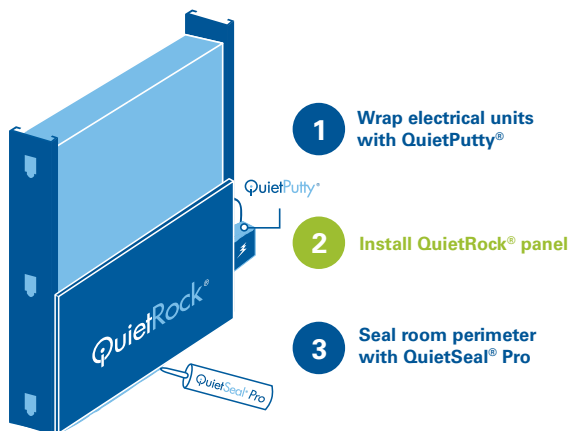 1
Wrap electrical units
with QuietPutty®
QuietPutty®
2
Install QuietRock® panel
QuietRock®
3
Seal room perimeter
with QuietSeal® Pro
QuietSeal® Pro